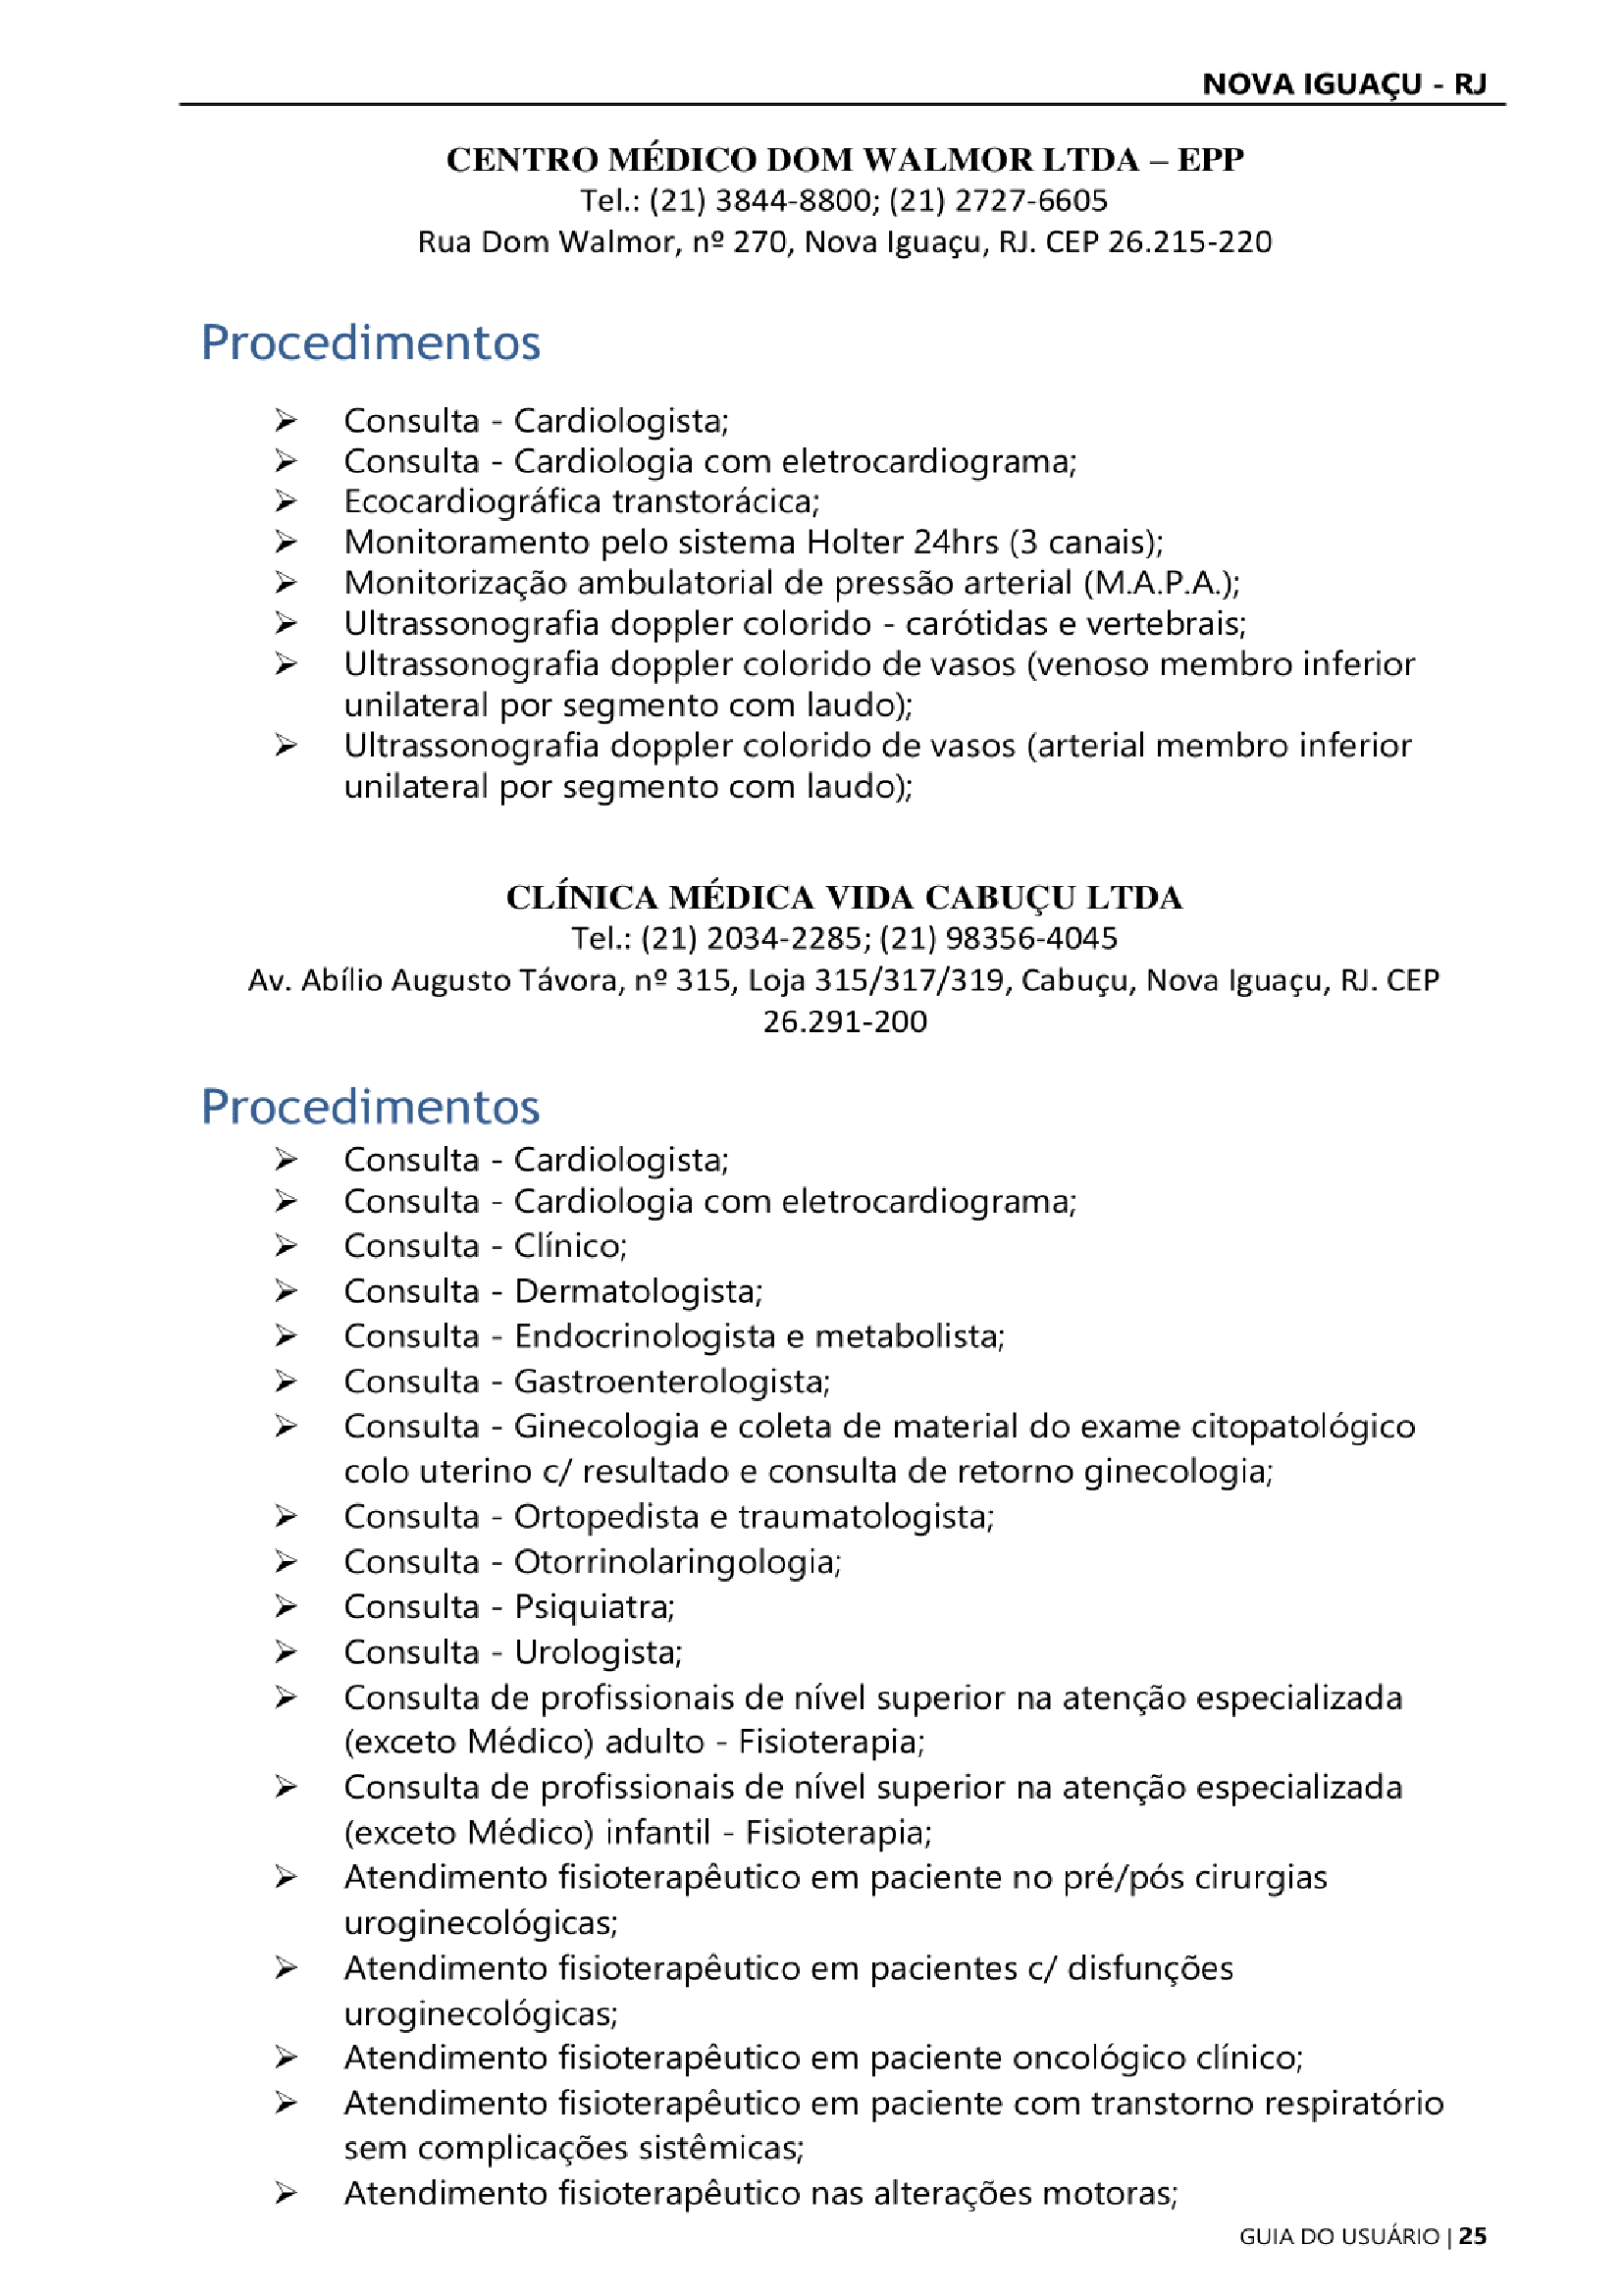 NOVA IGUAÇU - RJ
CENTRO MÉDICO DOM WALMOR LTDA – EPP
Tel.: (21) 3844-8800; (21) 2727-6605
Rua Dom Walmor, nº 270, Nova Iguaçu, RJ. CEP 26.215-220
Procedimentos
➢ Consulta - Cardiologista;
➢ Consulta - Cardiologia com eletrocardiograma;
➢ Ecocardiográfica transtorácica;
➢ Monitoramento pelo sistema Holter 24hrs (3 canais);
➢ Monitorização ambulatorial de pressão arterial (M.A.P.A.);
➢ Ultrassonografia doppler colorido - carótidas e vertebrais;
➢ Ultrassonografia doppler colorido de vasos (venoso membro inferior
unilateral por segmento com laudo);
➢ Ultrassonografia doppler colorido de vasos (arterial membro inferior
unilateral por segmento com laudo);
CLÍNICA MÉDICA VIDA CABUÇU LTDA
Tel.: (21) 2034-2285; (21) 98356-4045
Av. Abílio Augusto Távora, nº 315, Loja 315/317/319, Cabuçu, Nova Iguaçu, RJ. CEP
26.291-200
Procedimentos
➢ Consulta - Cardiologista;
➢ Consulta - Cardiologia com eletrocardiograma;
➢ Consulta - Clínico;
➢ Consulta - Dermatologista;
➢ Consulta - Endocrinologista e metabolista;
➢ Consulta - Gastroenterologista;
➢ Consulta - Ginecologia e coleta de material do exame citopatológico
colo uterino c/ resultado e consulta de retorno ginecologia;
➢ Consulta - Ortopedista e traumatologista;
➢ Consulta - Otorrinolaringologia;
➢ Consulta - Psiquiatra;
➢ Consulta - Urologista;
➢ Consulta de profissionais de nível superior na atenção especializada
(exceto Médico) adulto - Fisioterapia;
➢ Consulta de profissionais de nível superior na atenção especializada
(exceto Médico) infantil - Fisioterapia;
➢ Atendimento fisioterapêutico em paciente no pré/pós cirurgias
uroginecológicas;
➢ Atendimento fisioterapêutico em pacientes c/ disfunções
uroginecológicas;
➢ Atendimento fisioterapêutico em paciente oncológico clínico;
➢ Atendimento fisioterapêutico em paciente com transtorno respiratório
sem complicações sistêmicas;
➢ Atendimento fisioterapêutico nas alterações motoras;
GUIA DO USUÁRIO | 25